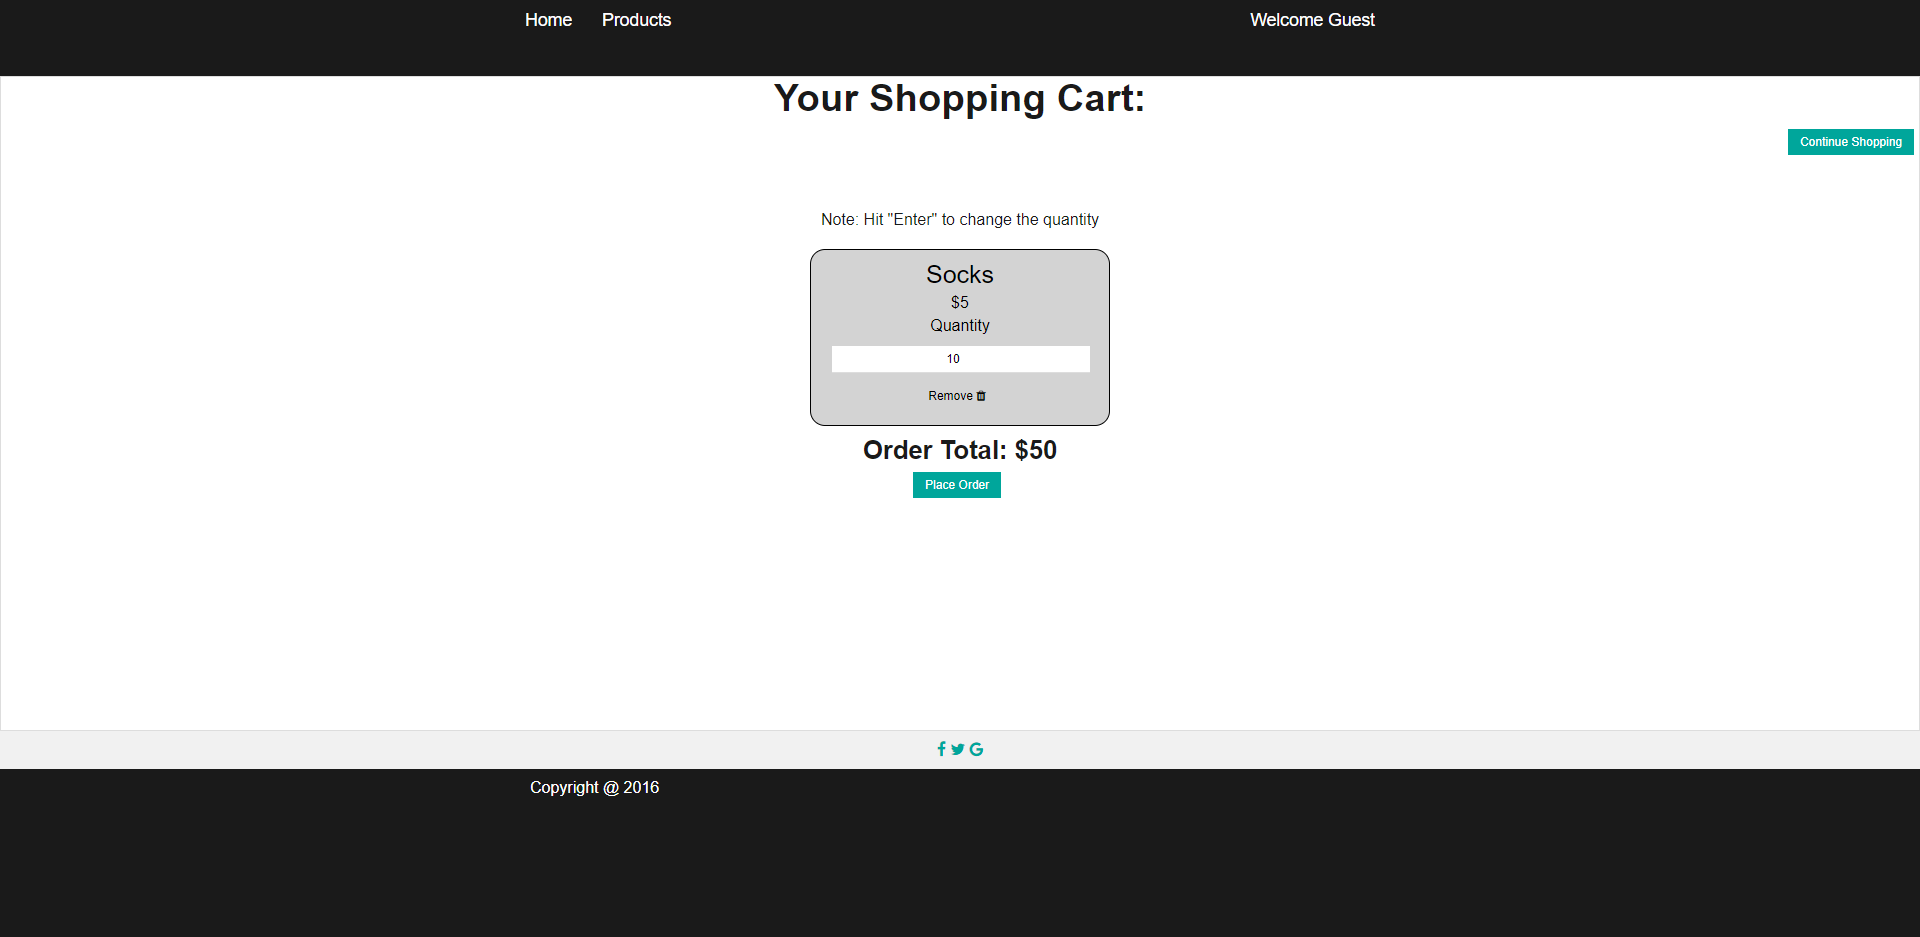 Home Products Welcome Guest
Your Shopping Cart:
Continue Shopping
Note: Hit "Enter" to change the quantity
Socks
$5
Quantity
10
Remove
Order Total: $50
Place Order
Copyright @ 2016